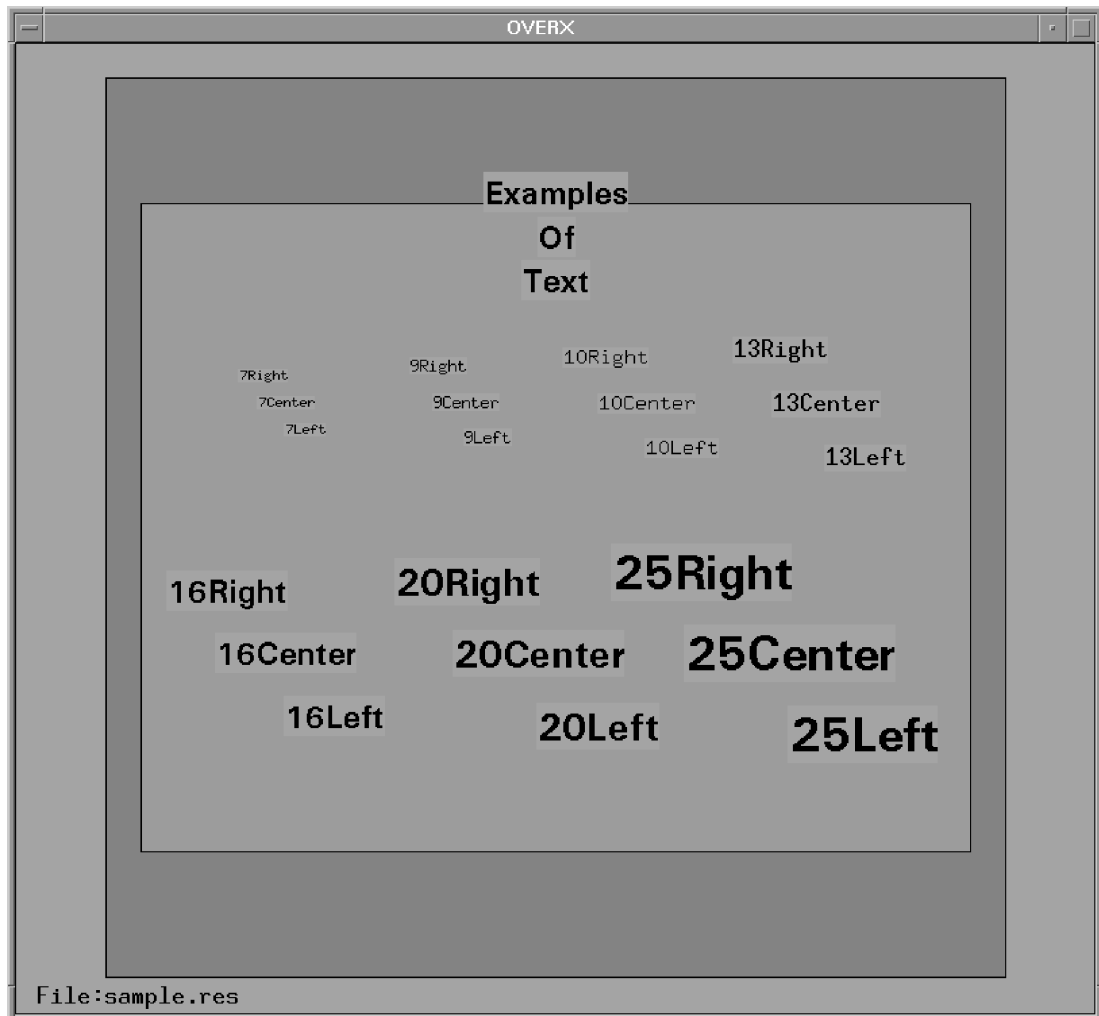 OVERX
Examples
Of
Text
7Right 9Right 10Right 13Right
7Center 9Center 10Center 13Center
7Left 9Left 10Left 13Left
16Right 20Right 25Right
16Center 20Center 25Center
16Left 20Left 25Left
File:sample.res